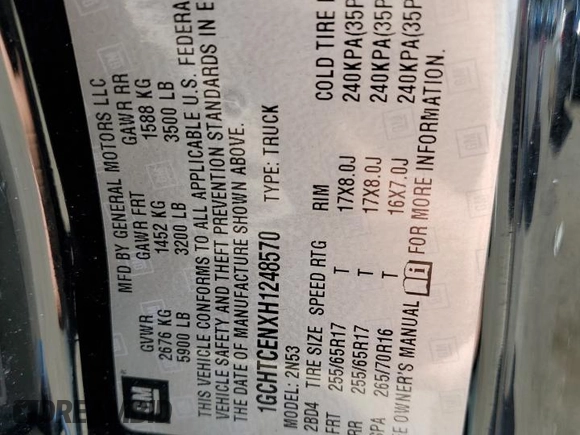 MFD BY GENERAL MOTORS LLC
GVWR GAWR FRT GAWR RR
2676 KG 1452 KG 1588 KG
5900 LB 3200 LB 3500 LB
THIS VEHICLE CONFORMS TO ALL APPLICABLE U.S. FEDERA
VEHICLE SAFETY AND THEFT PREVENTION STANDARDS IN E
THE DATE OF MANUFACTURE SHOWN ABOVE.
1GCHTCENXH1248570 TYPE: TRUCK
MODEL: 2N53
2BD4 TIRE SIZE SPEED RTG RIM COLD TIRE
FRT 255/65R17 T 17X8.0J 240KPA(35P
RR 255/65R17 T 17X8.0J 240KPA(35P
SPA 265/70R16 T 16X7.0J 240KPA(35P
E OWNER'S MANUAL FOR MORE INFORMATION.
GM